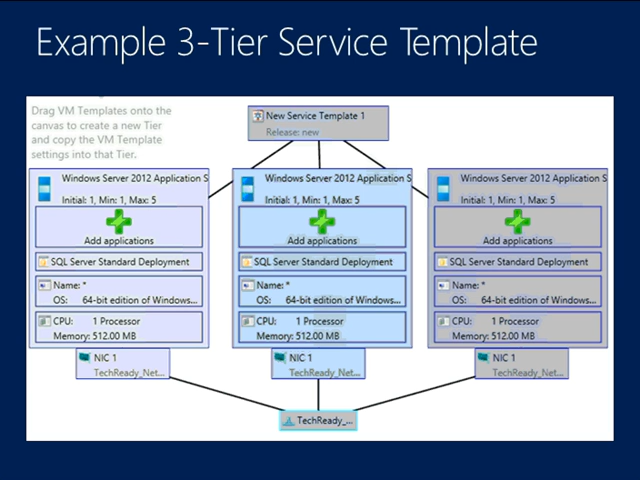 Example 3-Tier Service Template
Drag VM Templates onto the
canvas to create a new Tier
and copy the VM Template
settings into that Tier.
New Service Template 1
Release: new
Windows Server 2012 Application S
Initial: 1, Min: 1, Max: 5
Add applications
SQL Server Standard Deployment
Name: *
OS: 64-bit edition of Windows...
CPU: 1 Processor
Memory: 512.00 MB
NIC 1
TechReady_Net...
Windows Server 2012 Application S
Initial: 1, Min: 1, Max: 5
Add applications
SQL Server Standard Deployment
Name: *
OS: 64-bit edition of Windows...
CPU: 1 Processor
Memory: 512.00 MB
NIC 1
TechReady_Net...
Windows Server 2012 Application S
Initial: 1, Min: 1, Max: 5
Add applications
SQL Server Standard Deployment
Name: *
OS: 64-bit edition of Windows...
CPU: 1 Processor
Memory: 512.00 MB
NIC 1
TechReady_Net...
TechReady_...